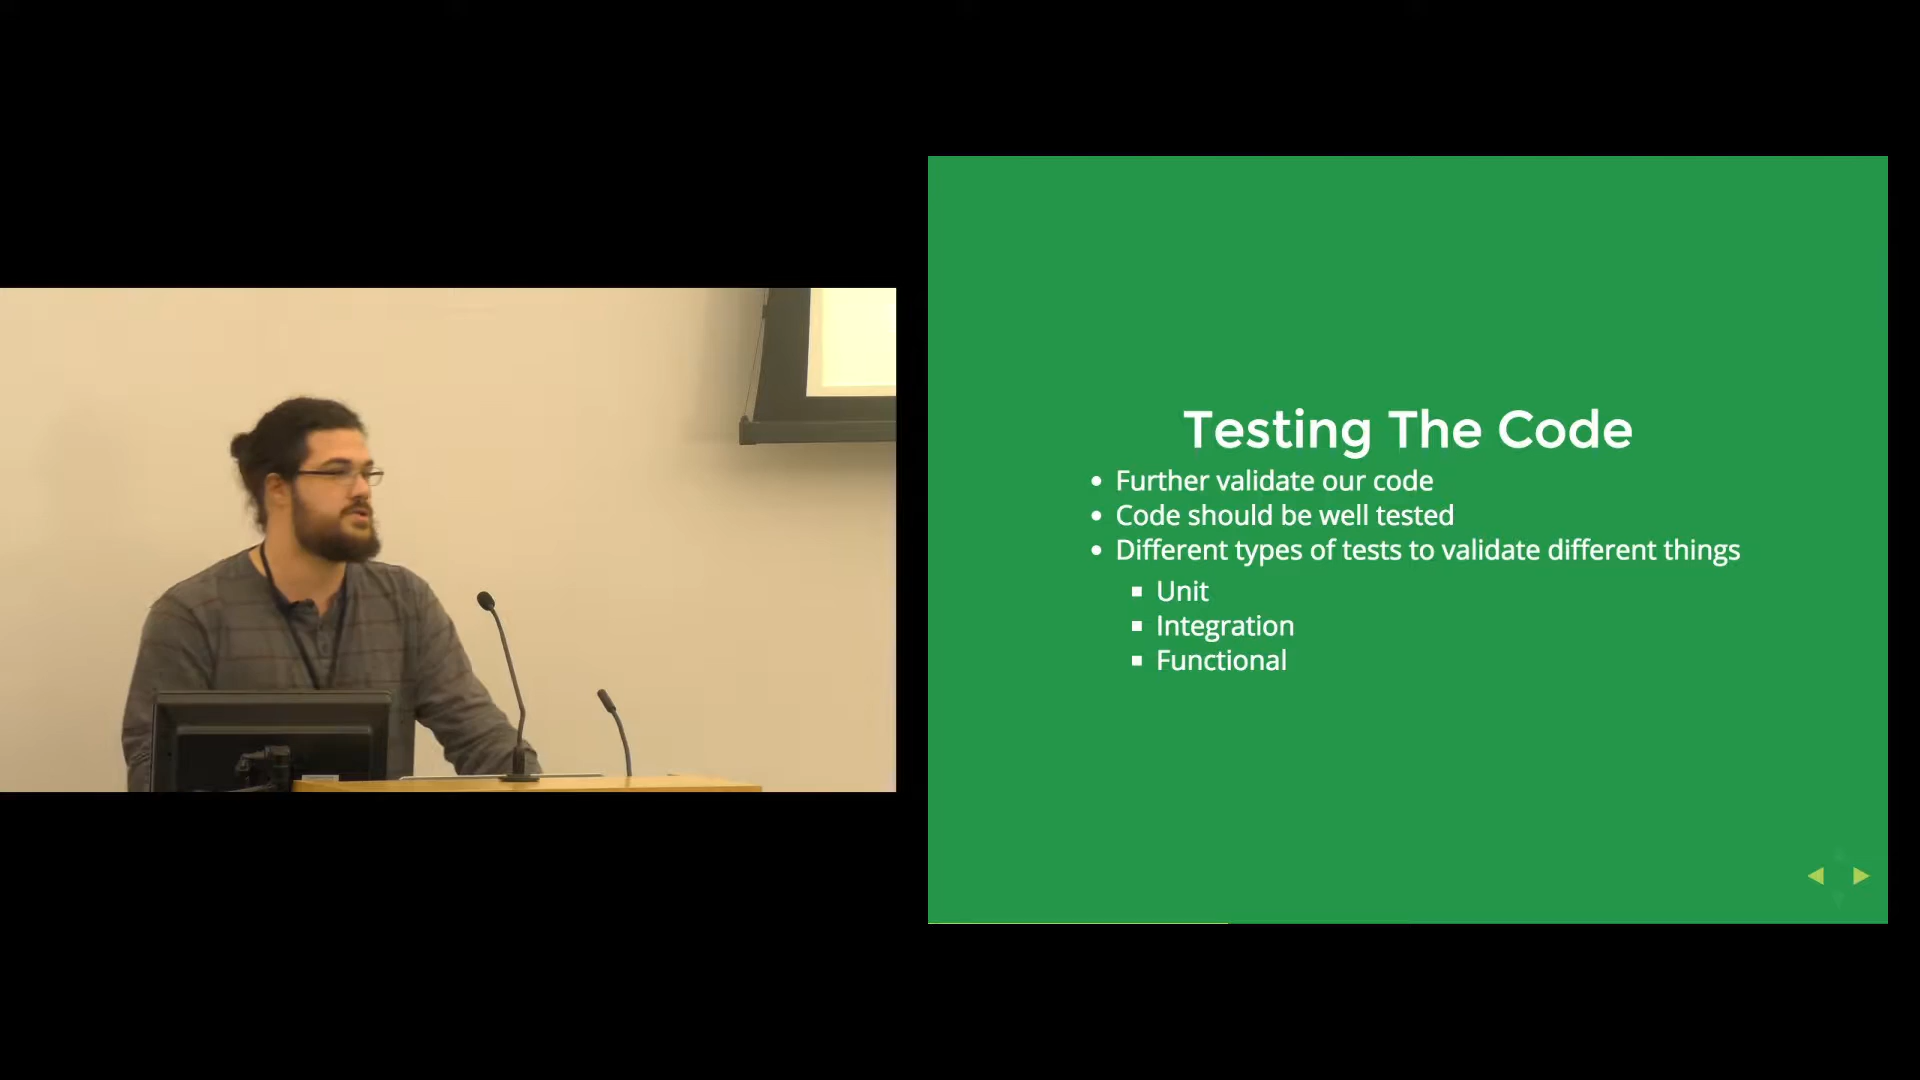 Testing The Code
Further validate our code
Code should be well tested
Different types of tests to validate different things
Unit
Integration
Functional